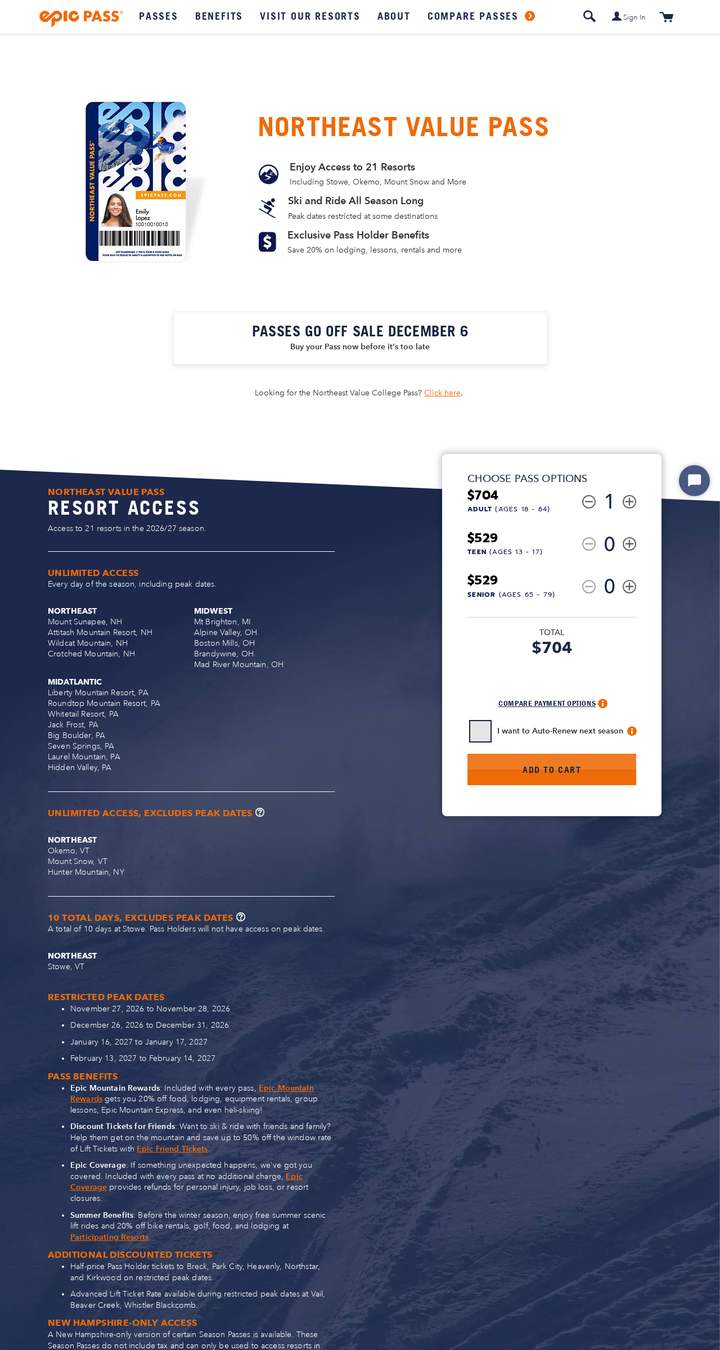 epic PASS
PASSES
BENEFITS
VISIT OUR RESORTS
ABOUT
COMPARE PASSES
Sign In
NORTHEAST VALUE PASS
epic
EPICPASS.COM
Emily
Lopez
10010010010
NORTHEAST VALUE PASS
Enjoy Access to 21 Resorts
Including Stowe, Okemo, Mount Snow and More
Ski and Ride All Season Long
Peak dates restricted at some destinations
Exclusive Pass Holder Benefits
Save 20% on lodging, lessons, rentals and more
PASSES GO OFF SALE DECEMBER 6
Buy your Pass now before it's too late
Looking for the Northeast Value College Pass? Click here.
NORTHEAST VALUE PASS
RESORT ACCESS
Access to 21 resorts in the 2026/27 season.
UNLIMITED ACCESS
Every day of the season, including peak dates.
NORTHEAST
Mount Sunapee, NH
Attitash Mountain Resort, NH
Wildcat Mountain, NH
Crotched Mountain, NH
MIDWEST
Mt Brighton, MI
Alpine Valley, OH
Boston Mills, OH
Brandywine, OH
Mad River Mountain, OH
MIDATLANTIC
Liberty Mountain Resort, PA
Roundtop Mountain Resort, PA
Whitetail Resort, PA
Jack Frost, PA
Big Boulder, PA
Seven Springs, PA
Laurel Mountain, PA
Hidden Valley, PA
UNLIMITED ACCESS, EXCLUDES PEAK DATES
NORTHEAST
Okemo, VT
Mount Snow, VT
Hunter Mountain, NY
10 TOTAL DAYS, EXCLUDES PEAK DATES
A total of 10 days at Stowe. Pass Holders will not have access on peak dates.
NORTHEAST
Stowe, VT
RESTRICTED PEAK DATES
• November 27, 2026 to November 28, 2026
• December 26, 2026 to December 31, 2026
• January 16, 2027 to January 17, 2027
• February 13, 2027 to February 14, 2027
PASS BENEFITS
• Epic Mountain Rewards: Included with every pass, Epic Mountain
Rewards gets you 20% off food, lodging, equipment rentals, group
lessons, Epic Mountain Express, and even heli-skiing!
• Discount Tickets for Friends: Want to ski & ride with friends and family?
Help them get on the mountain and save up to 50% off the window rate
of Lift Tickets with Epic Friend Tickets.
• Epic Coverage: If something unexpected happens, we've got you
covered. Included with every pass at no additional charge, Epic
Coverage provides refunds for personal injury, job loss, or resort
closures.
• Summer Benefits: Before the winter season, enjoy free summer scenic
lift rides and 20% off bike rentals, golf, food, and lodging at
Participating Resorts.
ADDITIONAL DISCOUNTED TICKETS
• Half-price Pass Holder tickets to Breck, Park City, Heavenly, Northstar,
and Kirkwood on restricted peak dates.
• Advanced Lift Ticket Rate available during restricted peak dates at Vail,
Beaver Creek, Whistler Blackcomb.
NEW HAMPSHIRE-ONLY ACCESS
A New Hampshire-only version of certain Season Passes is available. These
Season Passes do not include tax and can only be used to access resorts in
CHOOSE PASS OPTIONS
$704
ADULT (AGES 18 - 64)
1
$529
TEEN (AGES 13 - 17)
0
$529
SENIOR (AGES 65 - 79)
0
TOTAL
$704
COMPARE PAYMENT OPTIONS
I want to Auto-Renew next season
ADD TO CART